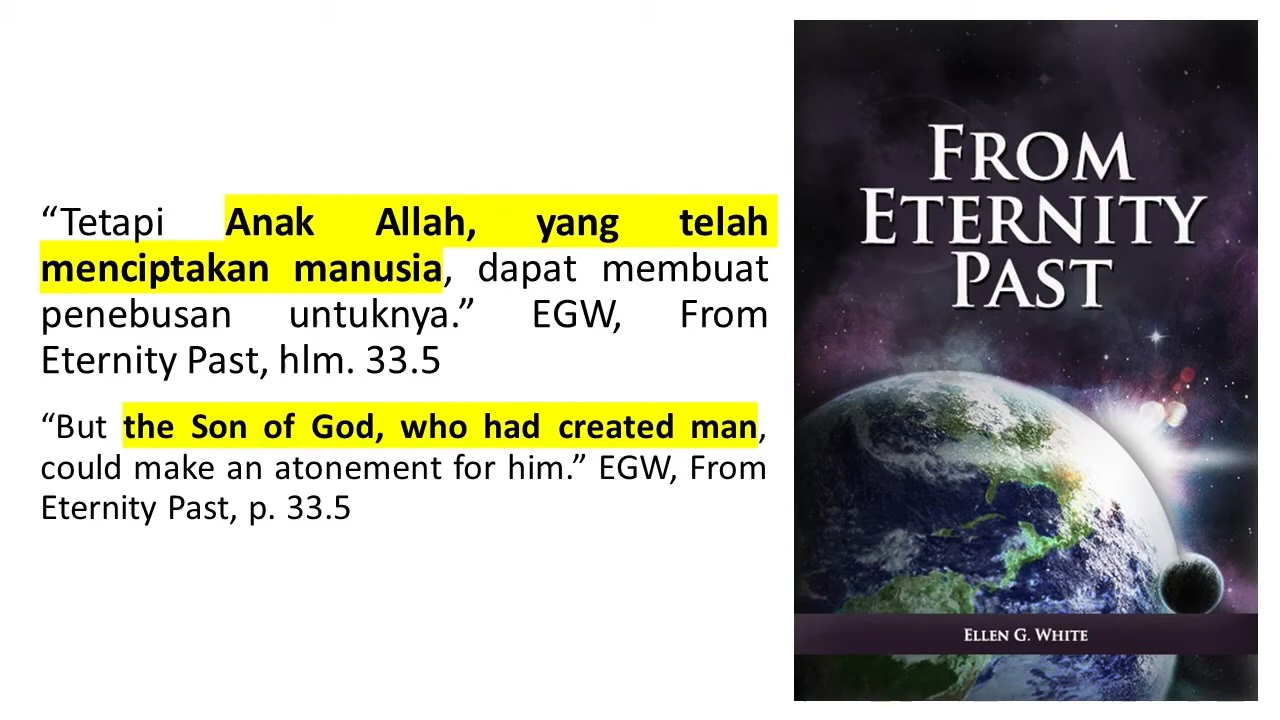 “Tetapi Anak Allah, yang telah
menciptakan manusia, dapat membuat
penebusan untuknya.” EGW, From
Eternity Past, hlm. 33.5
“But the Son of God, who had created man,
could make an atonement for him.” EGW, From
Eternity Past, p. 33.5
FROM
ETERNITY
PAST
ELLEN G. WHITE